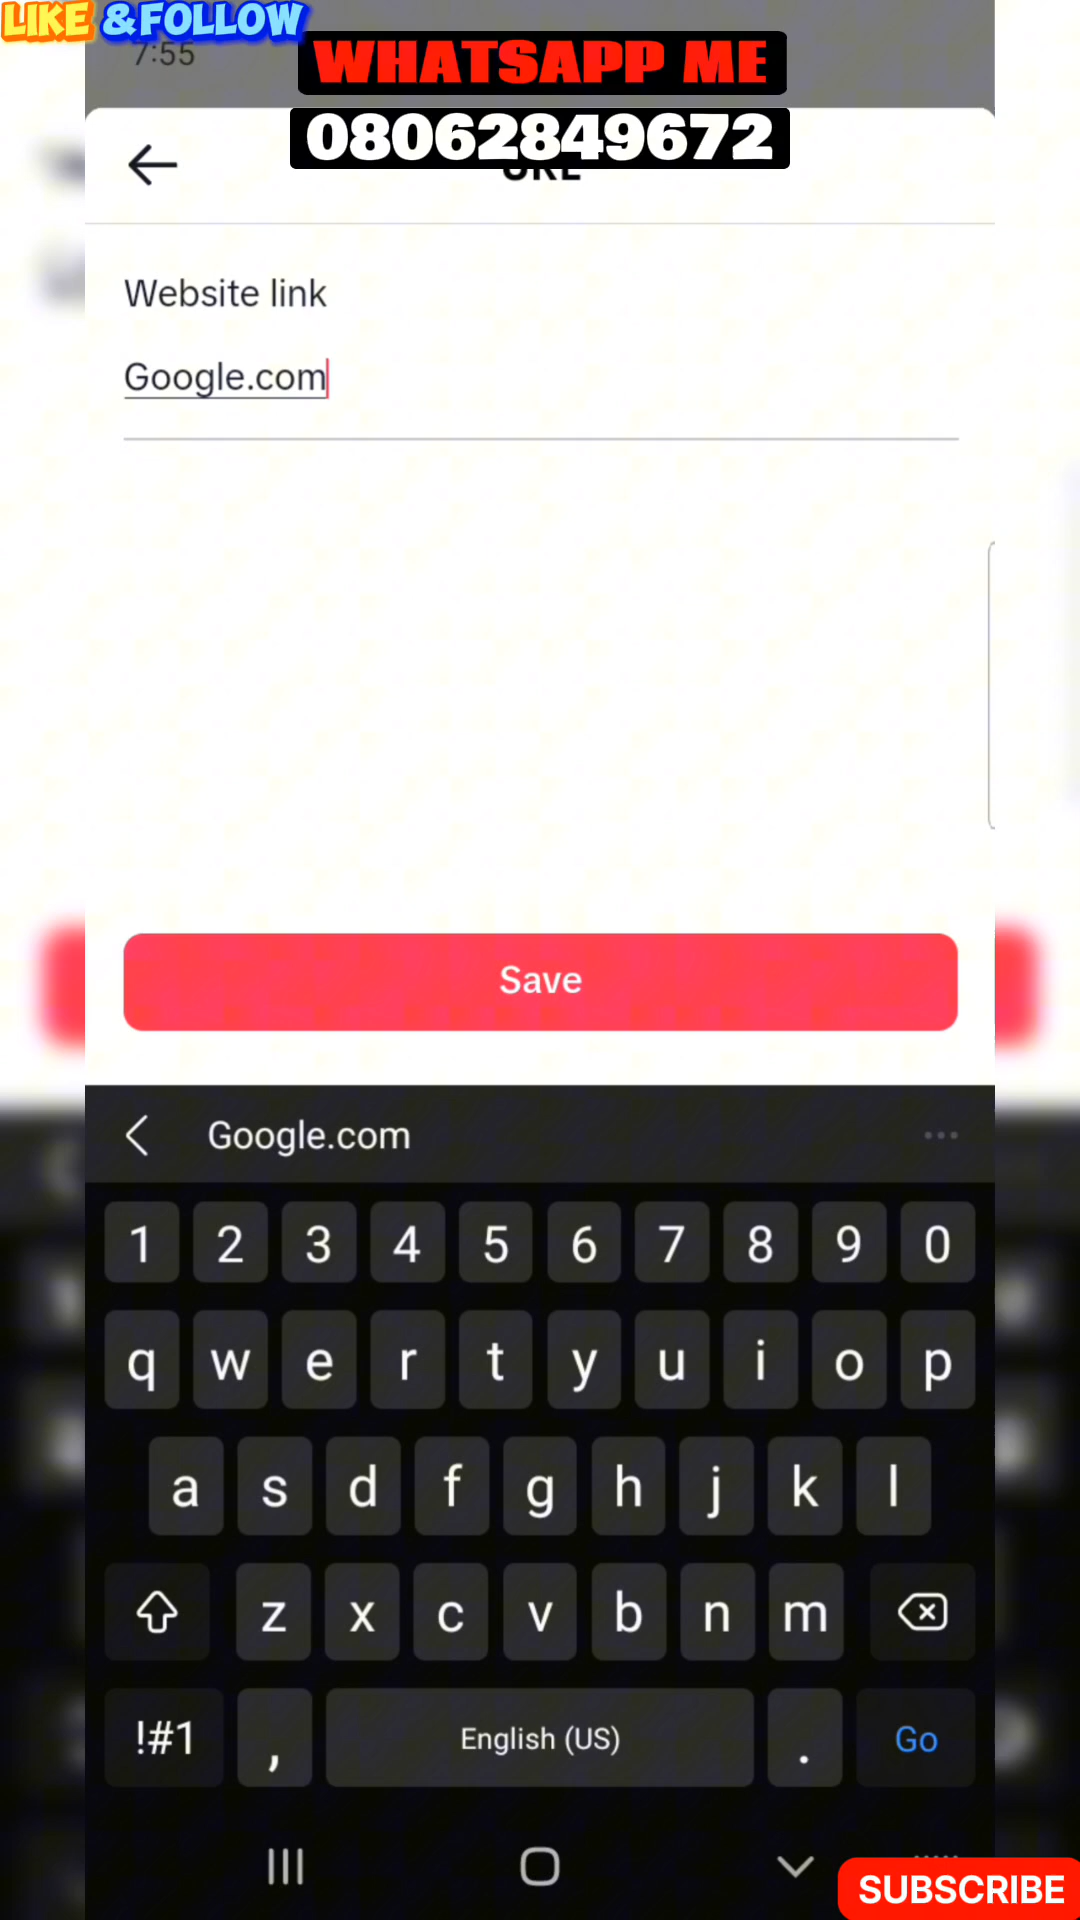 LIKE &FOLLOW
7:55
WHATSAPP ME
08062849672
URL
Website link
Google.com
Save
Google.com
1 2 3 4 5 6 7 8 9 0
q w e r t y u i o p
a s d f g h j k l
z x c v b n m
!#1 , English (US) . Go
SUBSCRIBE